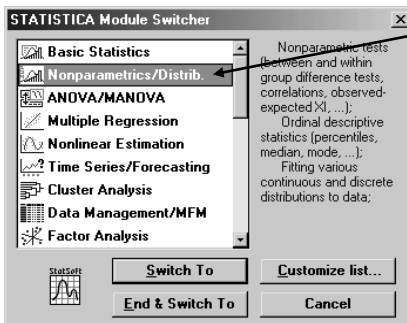 STATISTICA Module Switcher
Basic Statistics
Nonparametrics/Distrib.
ANOVA/MANOVA
Multiple Regression
Nonlinear Estimation
Time Series/Forecasting
Cluster Analysis
Data Management/MFM
Factor Analysis
Nonparametric tests
(between and within
group difference tests,
correlations, observed-
expected XI, ...);
Ordinal descriptive
statistics (percentiles,
median, mode, ...);
Fitting various
continuous and discrete
distributions to data;
StatSoft
Switch To
Customize list...
End & Switch To
Cancel